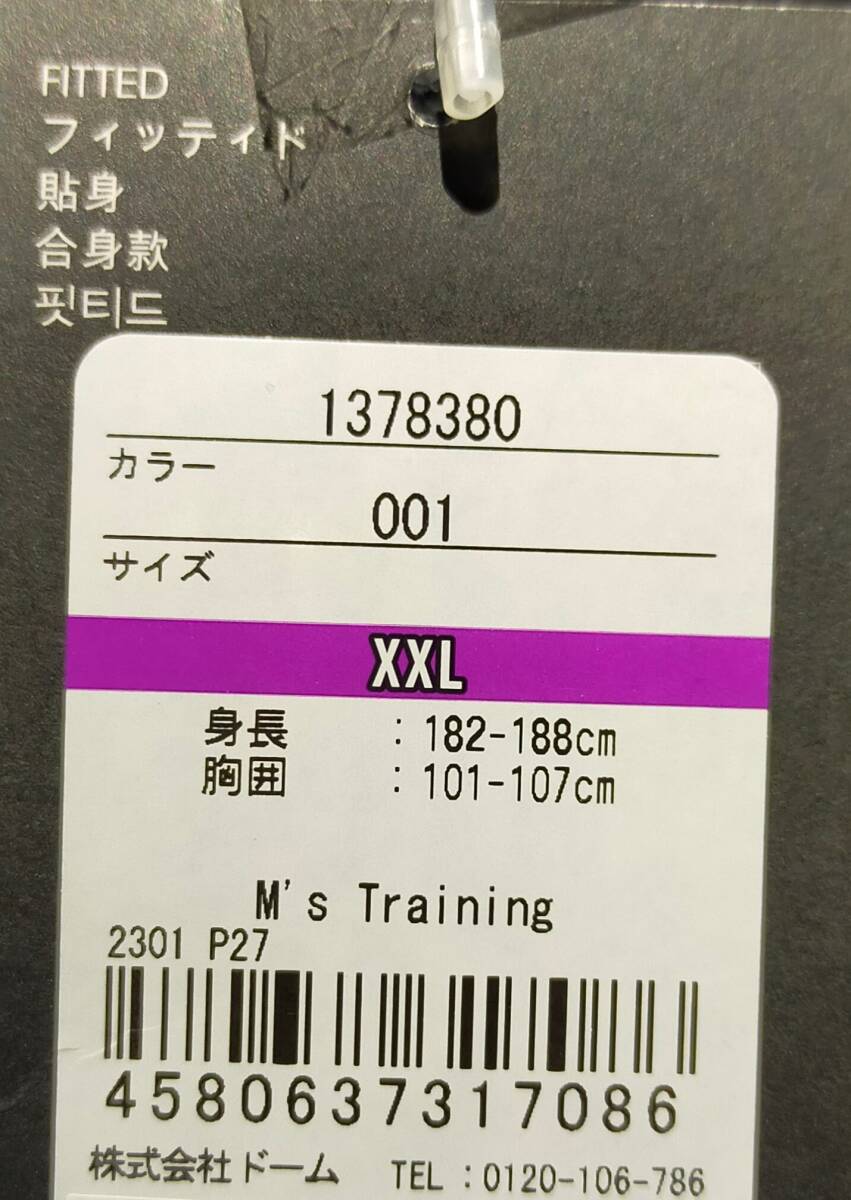 FITTED
フィッティド
貼身
合身款
핏티드
1378380
カラー
001
サイズ
XXL
身長 : 182-188cm
胸囲 : 101-107cm
M's Training
2301 P27
4580637317086
株式会社ドーム TEL:0120-106-786